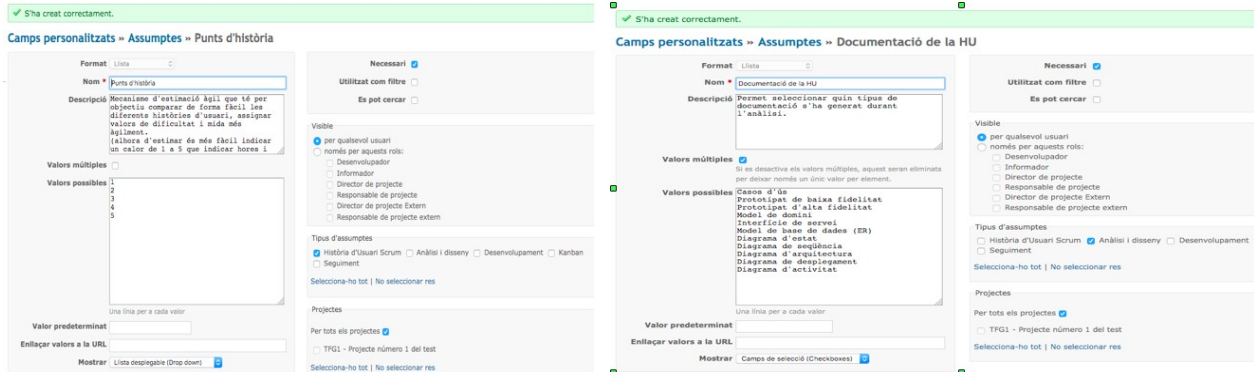 S'ha creat correctament.
Camps personalitzats » Assumptes » Punts d'història
Format Llista
Nom * Punts d'història
Descripció Mecanisme d'estimació àgil que té per
objectiu comparar de forma fàcil les
diferents històries d'usuari, assignar
valors de dificultat i mida més
àgilment.
(alhora d'estimar és més fàcil indicar
un calor de 1 a 5 que indicar hores i
Valors múltiples
Valors possibles 1
2
3
4
5
Una línia per a cada valor
Valor predeterminat
Enllaçar valors a la URL
Mostrar Llista desplegable (Drop down)
Necessari
Utilitzat com filtre
Es pot cercar
Visible
per qualsevol usuari
només per aquests rols:
Desenvolupador
Informador
Director de projecte
Responsable de projecte
Director de projecte Extern
Responsable de projecte extern
Tipus d'assumptes
Història d'Usuari Scrum Anàlisi i disseny Desenvolupament Kanban
Seguiment
Selecciona-ho tot | No seleccionar res
Projectes
Per tots els projectes
TFG1 - Projecte número 1 del test
Selecciona-ho tot | No seleccionar res
S'ha creat correctament.
Camps personalitzats » Assumptes » Documentació de la HU
Format Llista
Nom * Documentació de la HU
Descripció Permet seleccionar quin tipus de
documentació s'ha generat durant
l'anàlisi.
Valors múltiples
Si es desactiva els valors múltiples, aquest seran eliminats
per deixar només un únic valor per element.
Valors possibles Casos d'ús
Prototipat de baixa fidelitat
Prototipat d'alta fidelitat
Model de domini
Interfície de servei
Model de base de dades (ER)
Diagrama d'estat
Diagrama de seqüència
Diagrama d'arquitectura
Diagrama de desplegament
Diagrama d'activitat
Una línia per a cada valor
Valor predeterminat
Enllaçar valors a la URL
Mostrar Camps de selecció (Checkboxes)
Necessari
Utilitzat com filtre
Es pot cercar
Visible
per qualsevol usuari
només per aquests rols:
Desenvolupador
Informador
Director de projecte
Responsable de projecte
Director de projecte Extern
Responsable de projecte extern
Tipus d'assumptes
Història d'Usuari Scrum Anàlisi i disseny Desenvolupament
Seguiment
Selecciona-ho tot | No seleccionar res
Projectes
Per tots els projectes
TFG1 - Projecte número 1 del test
Selecciona-ho tot | No seleccionar res